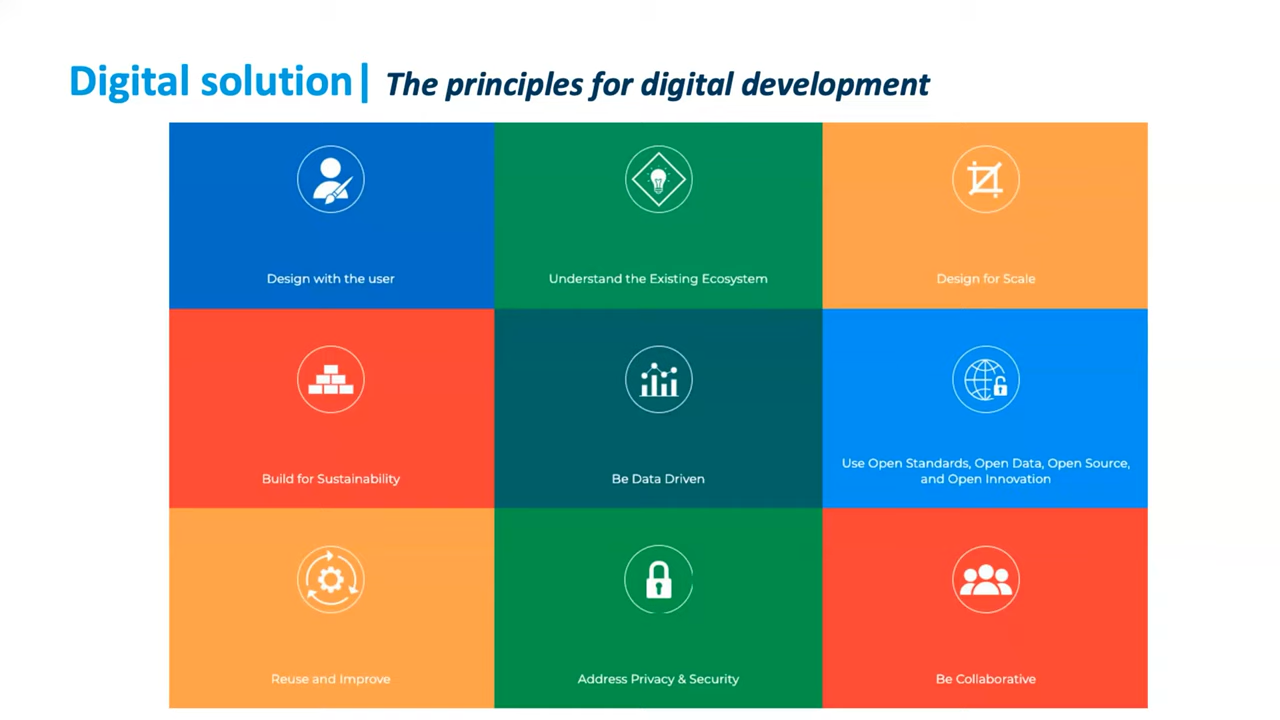 Digital solution| The principles for digital development
Design with the user
Understand the Existing Ecosystem
Design for Scale
Build for Sustainability
Be Data Driven
Use Open Standards, Open Data, Open Source,
and Open Innovation
Reuse and Improve
Address Privacy & Security
Be Collaborative